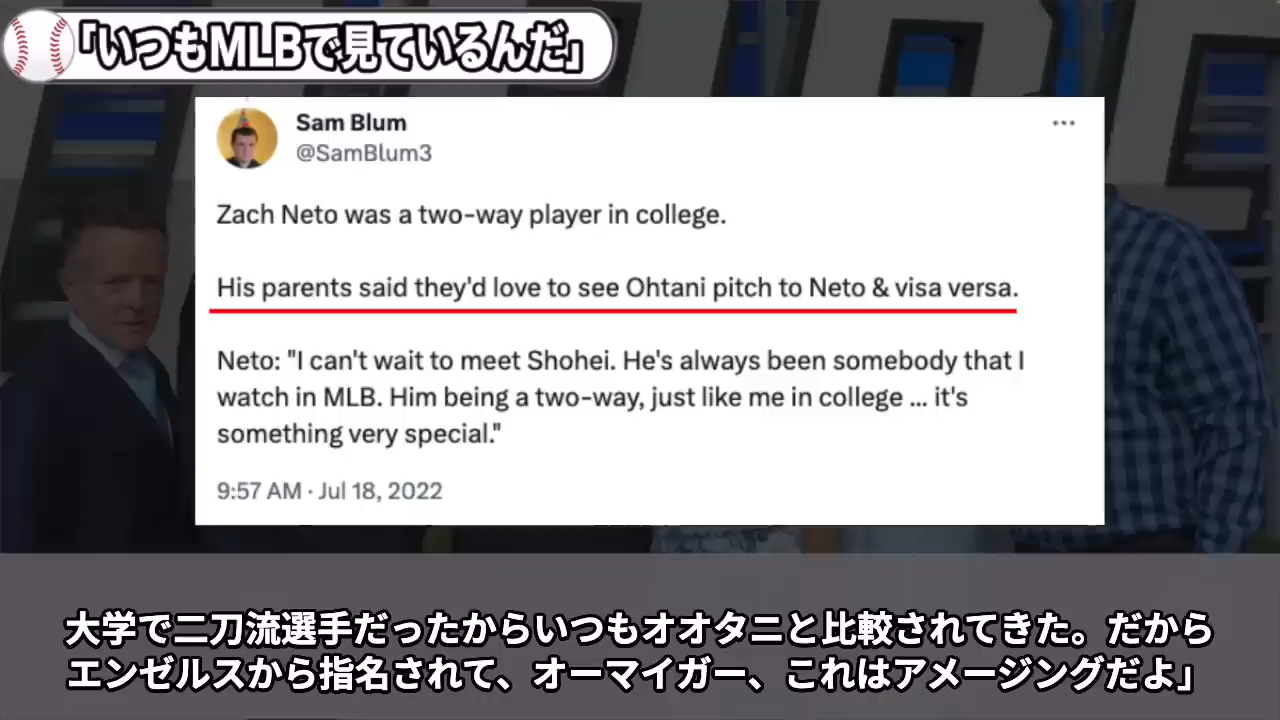 「いつもMLBで見ているんだ」
Sam Blum
@SamBlum3
Zach Neto was a two-way player in college.
His parents said they'd love to see Ohtani pitch to Neto & visa versa.
Neto: "I can't wait to meet Shohei. He's always been somebody that I
watch in MLB. Him being a two-way, just like me in college ... it's
something very special."
9:57 AM · Jul 18, 2022
大学で二刀流選手だったからいつもオオタニと比較されてきた。だから
エンゼルスから指名されて、オーマイガー、これはアメージングだよ」